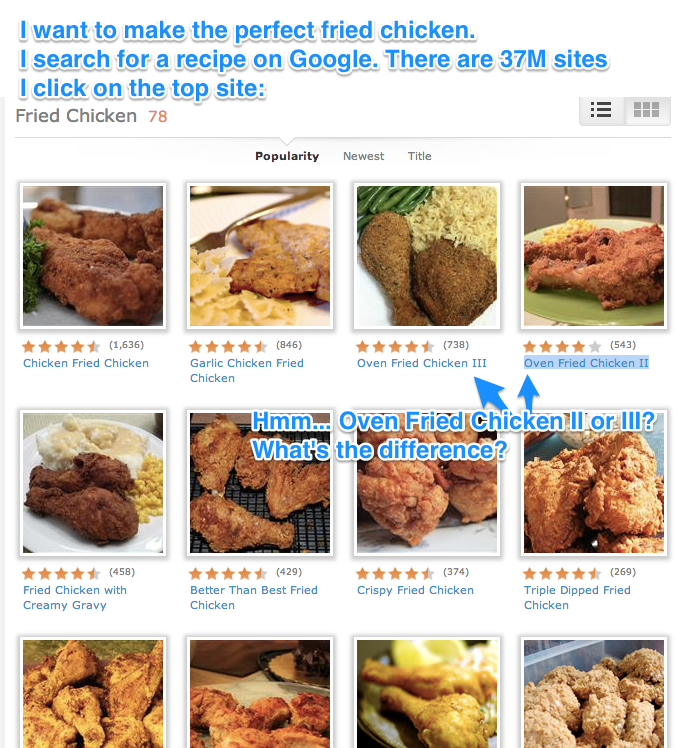 I want to make the perfect fried chicken.
I search for a recipe on Google. There are 37M sites
I click on the top site:
Fried Chicken 78
Popularity Newest Title
(1,636)
Chicken Fried Chicken
(846)
Garlic Chicken Fried
Chicken
(738)
Oven Fried Chicken III
(543)
Oven Fried Chicken II
Hmm... Oven Fried Chicken II or III?
What's the difference?
(458)
Fried Chicken with
Creamy Gravy
(429)
Better Than Best Fried
Chicken
(374)
Crispy Fried Chicken
(269)
Triple Dipped Fried
Chicken